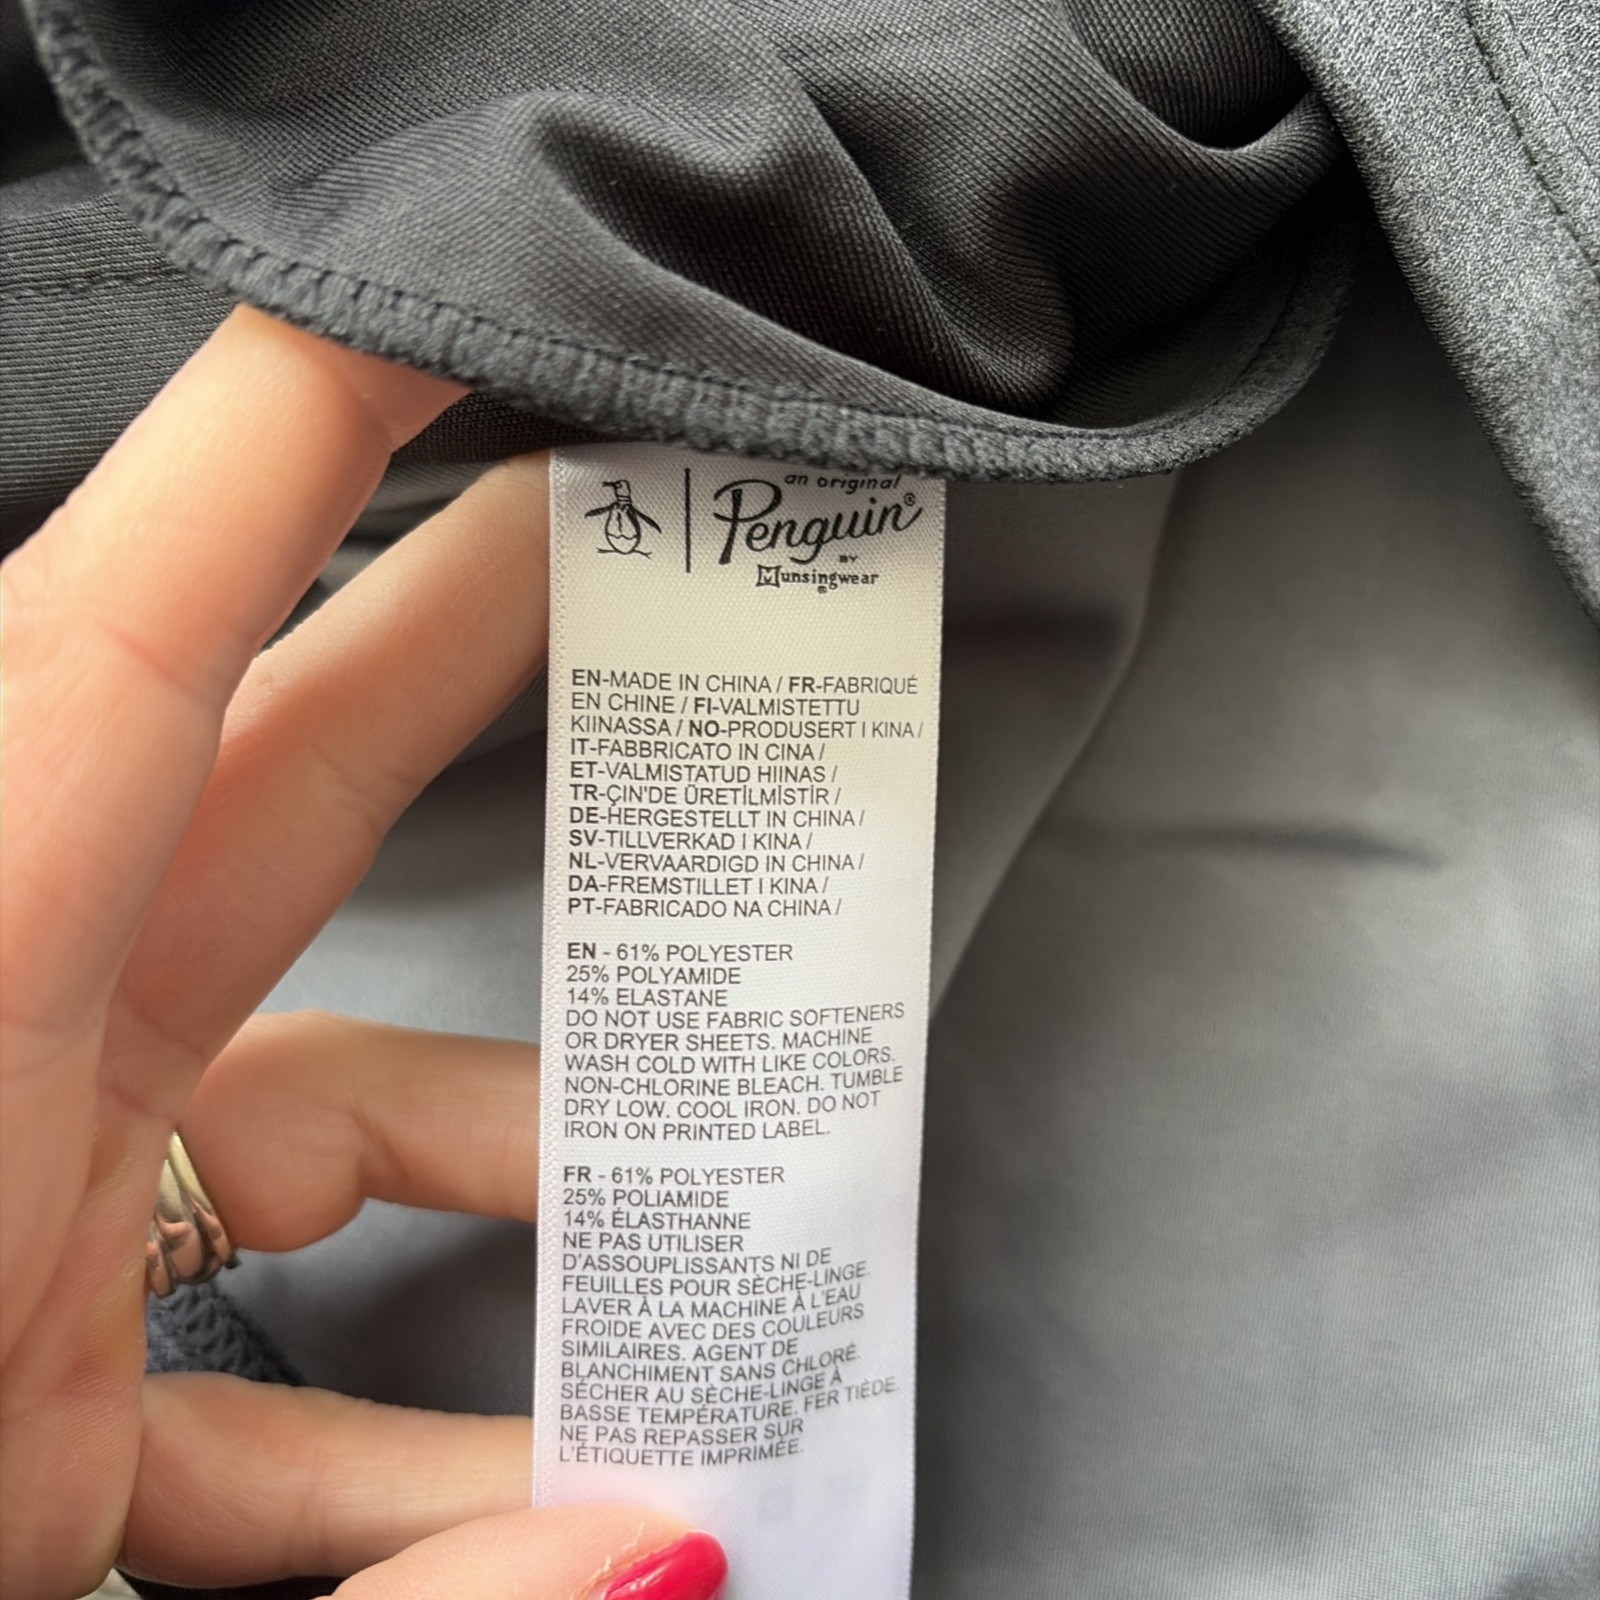 an original
Penguin®
BY
Munsingwear
®
EN-MADE IN CHINA / FR-FABRIQUÉ
EN CHINE / FI-VALMISTETTU
KIINASSA / NO-PRODUSERT I KINA /
IT-FABBRICATO IN CINA /
ET-VALMISTATUD HIINAS /
TR-ÇIN'DE ÜRETİLMİSTİR /
DE-HERGESTELLT IN CHINA /
SV-TILLVERKAD I KINA /
NL-VERVAARDIGD IN CHINA /
DA-FREMSTILLET I KINA /
PT-FABRICADO NA CHINA /
EN - 61% POLYESTER
25% POLYAMIDE
14% ELASTANE
DO NOT USE FABRIC SOFTENERS
OR DRYER SHEETS. MACHINE
WASH COLD WITH LIKE COLORS.
NON-CHLORINE BLEACH. TUMBLE
DRY LOW. COOL IRON. DO NOT
IRON ON PRINTED LABEL.
FR - 61% POLYESTER
25% POLIAMIDE
14% ÉLASTHANNE
NE PAS UTILISER
D'ASSOUPLISSANTS NI DE
FEUILLES POUR SÈCHE-LINGE.
LAVER À LA MACHINE À L'EAU
FROIDE AVEC DES COULEURS
SIMILAIRES. AGENT DE
BLANCHIMENT SANS CHLORÉ.
SÉCHER AU SÈCHE-LINGE À
BASSE TEMPÉRATURE. FER TIÈDE.
NE PAS REPASSER SUR
L'ÉTIQUETTE IMPRIMÉE.